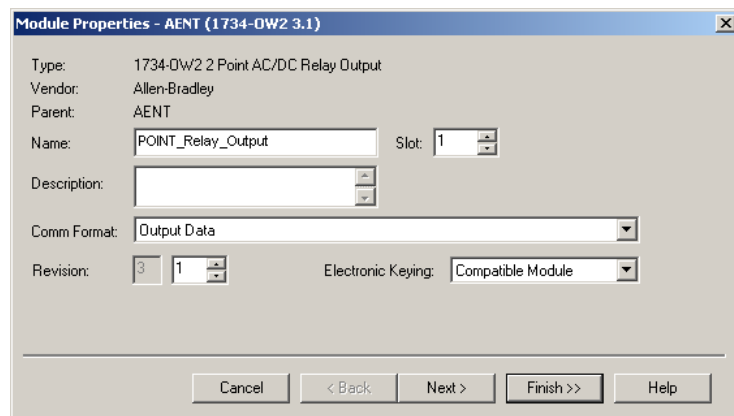 Module Properties - AENT (1734-OW2 3.1)
Type: 1734-OW2 2 Point AC/DC Relay Output
Vendor: Allen-Bradley
Parent: AENT
Name: POINT_Relay_Output Slot: 1
Description:
Comm Format: Output Data
Revision: 3 1 Electronic Keying: Compatible Module
Cancel < Back Next > Finish >> Help